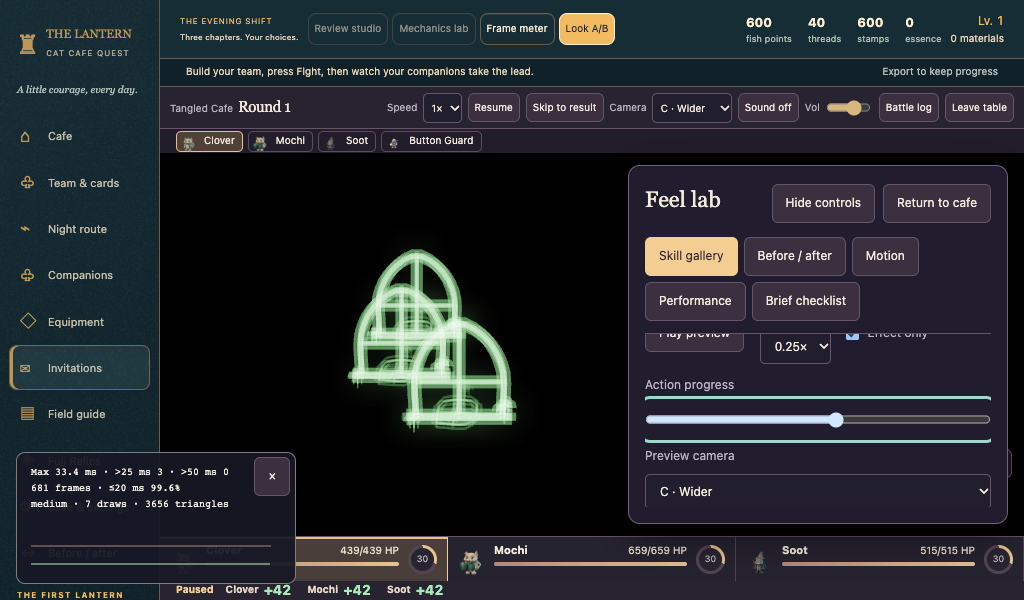 THE LANTERN
CAT CAFE QUEST
A little courage, every day.
Cafe
Team & cards
Night route
Companions
Equipment
Invitations
Field guide
THE EVENING SHIFT
Three chapters. Your choices.
Review studio
Mechanics lab
Frame meter
Look A/B
600
fish points
40
threads
600
stamps
0
essence
Lv. 1
0 materials
Build your team, press Fight, then watch your companions take the lead.
Export to keep progress
Tangled Cafe Round 1
Speed 1x Resume Skip to result Camera C · Wider Sound off Vol Battle log Leave table
Clover Mochi Soot Button Guard
Feel lab
Hide controls
Return to cafe
Skill gallery
Before / after
Motion
Performance
Brief checklist
Play preview
0.25×
Effect only
Action progress
Preview camera
C · Wider
Max 33.4 ms · >25 ms 3 · >50 ms 0
681 frames · ≤20 ms 99.6%
medium · 7 draws · 3656 triangles
×
Before / after
THE FIRST LANTERN
Clover
439/439 HP
30
Mochi
659/659 HP
30
Soot
515/515 HP
30
Paused Clover +42 Mochi +42 Soot +42